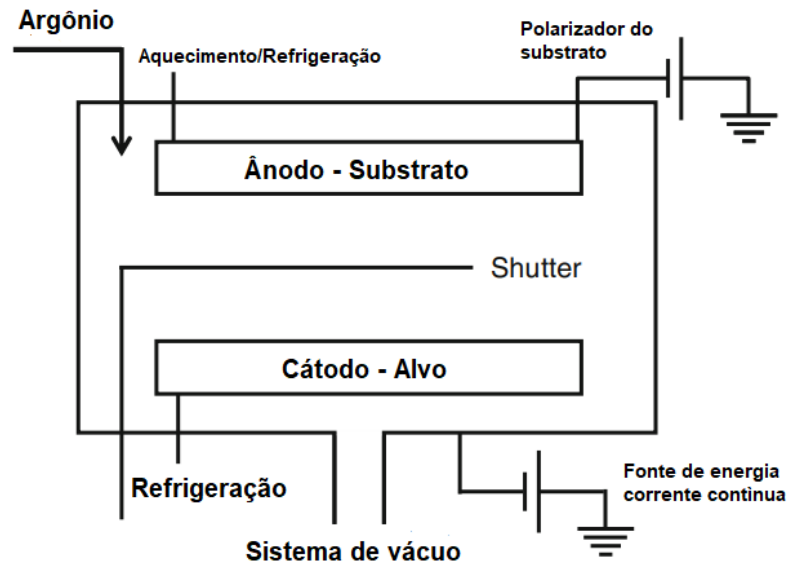 Argônio
Aquecimento/Refrigeração
Polarizador do
substrato
Ânodo - Substrato
Shutter
Cátodo - Alvo
Refrigeração
Fonte de energia
corrente contìnua
Sistema de vácuo